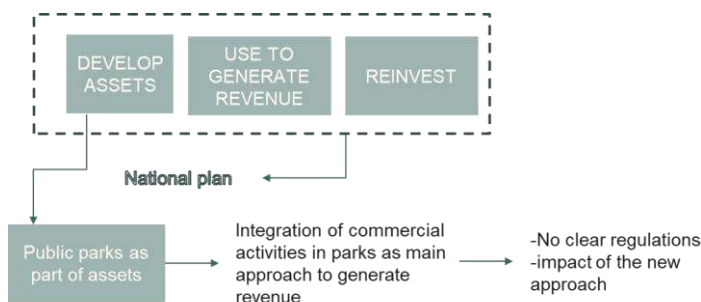 DEVELOP
ASSETS
USE TO
GENERATE
REVENUE
REINVEST
National plan
Public parks as
part of assets
Integration of commercial
activities in parks as main
approach to generate
revenue
-No clear regulations
-impact of the new
approach